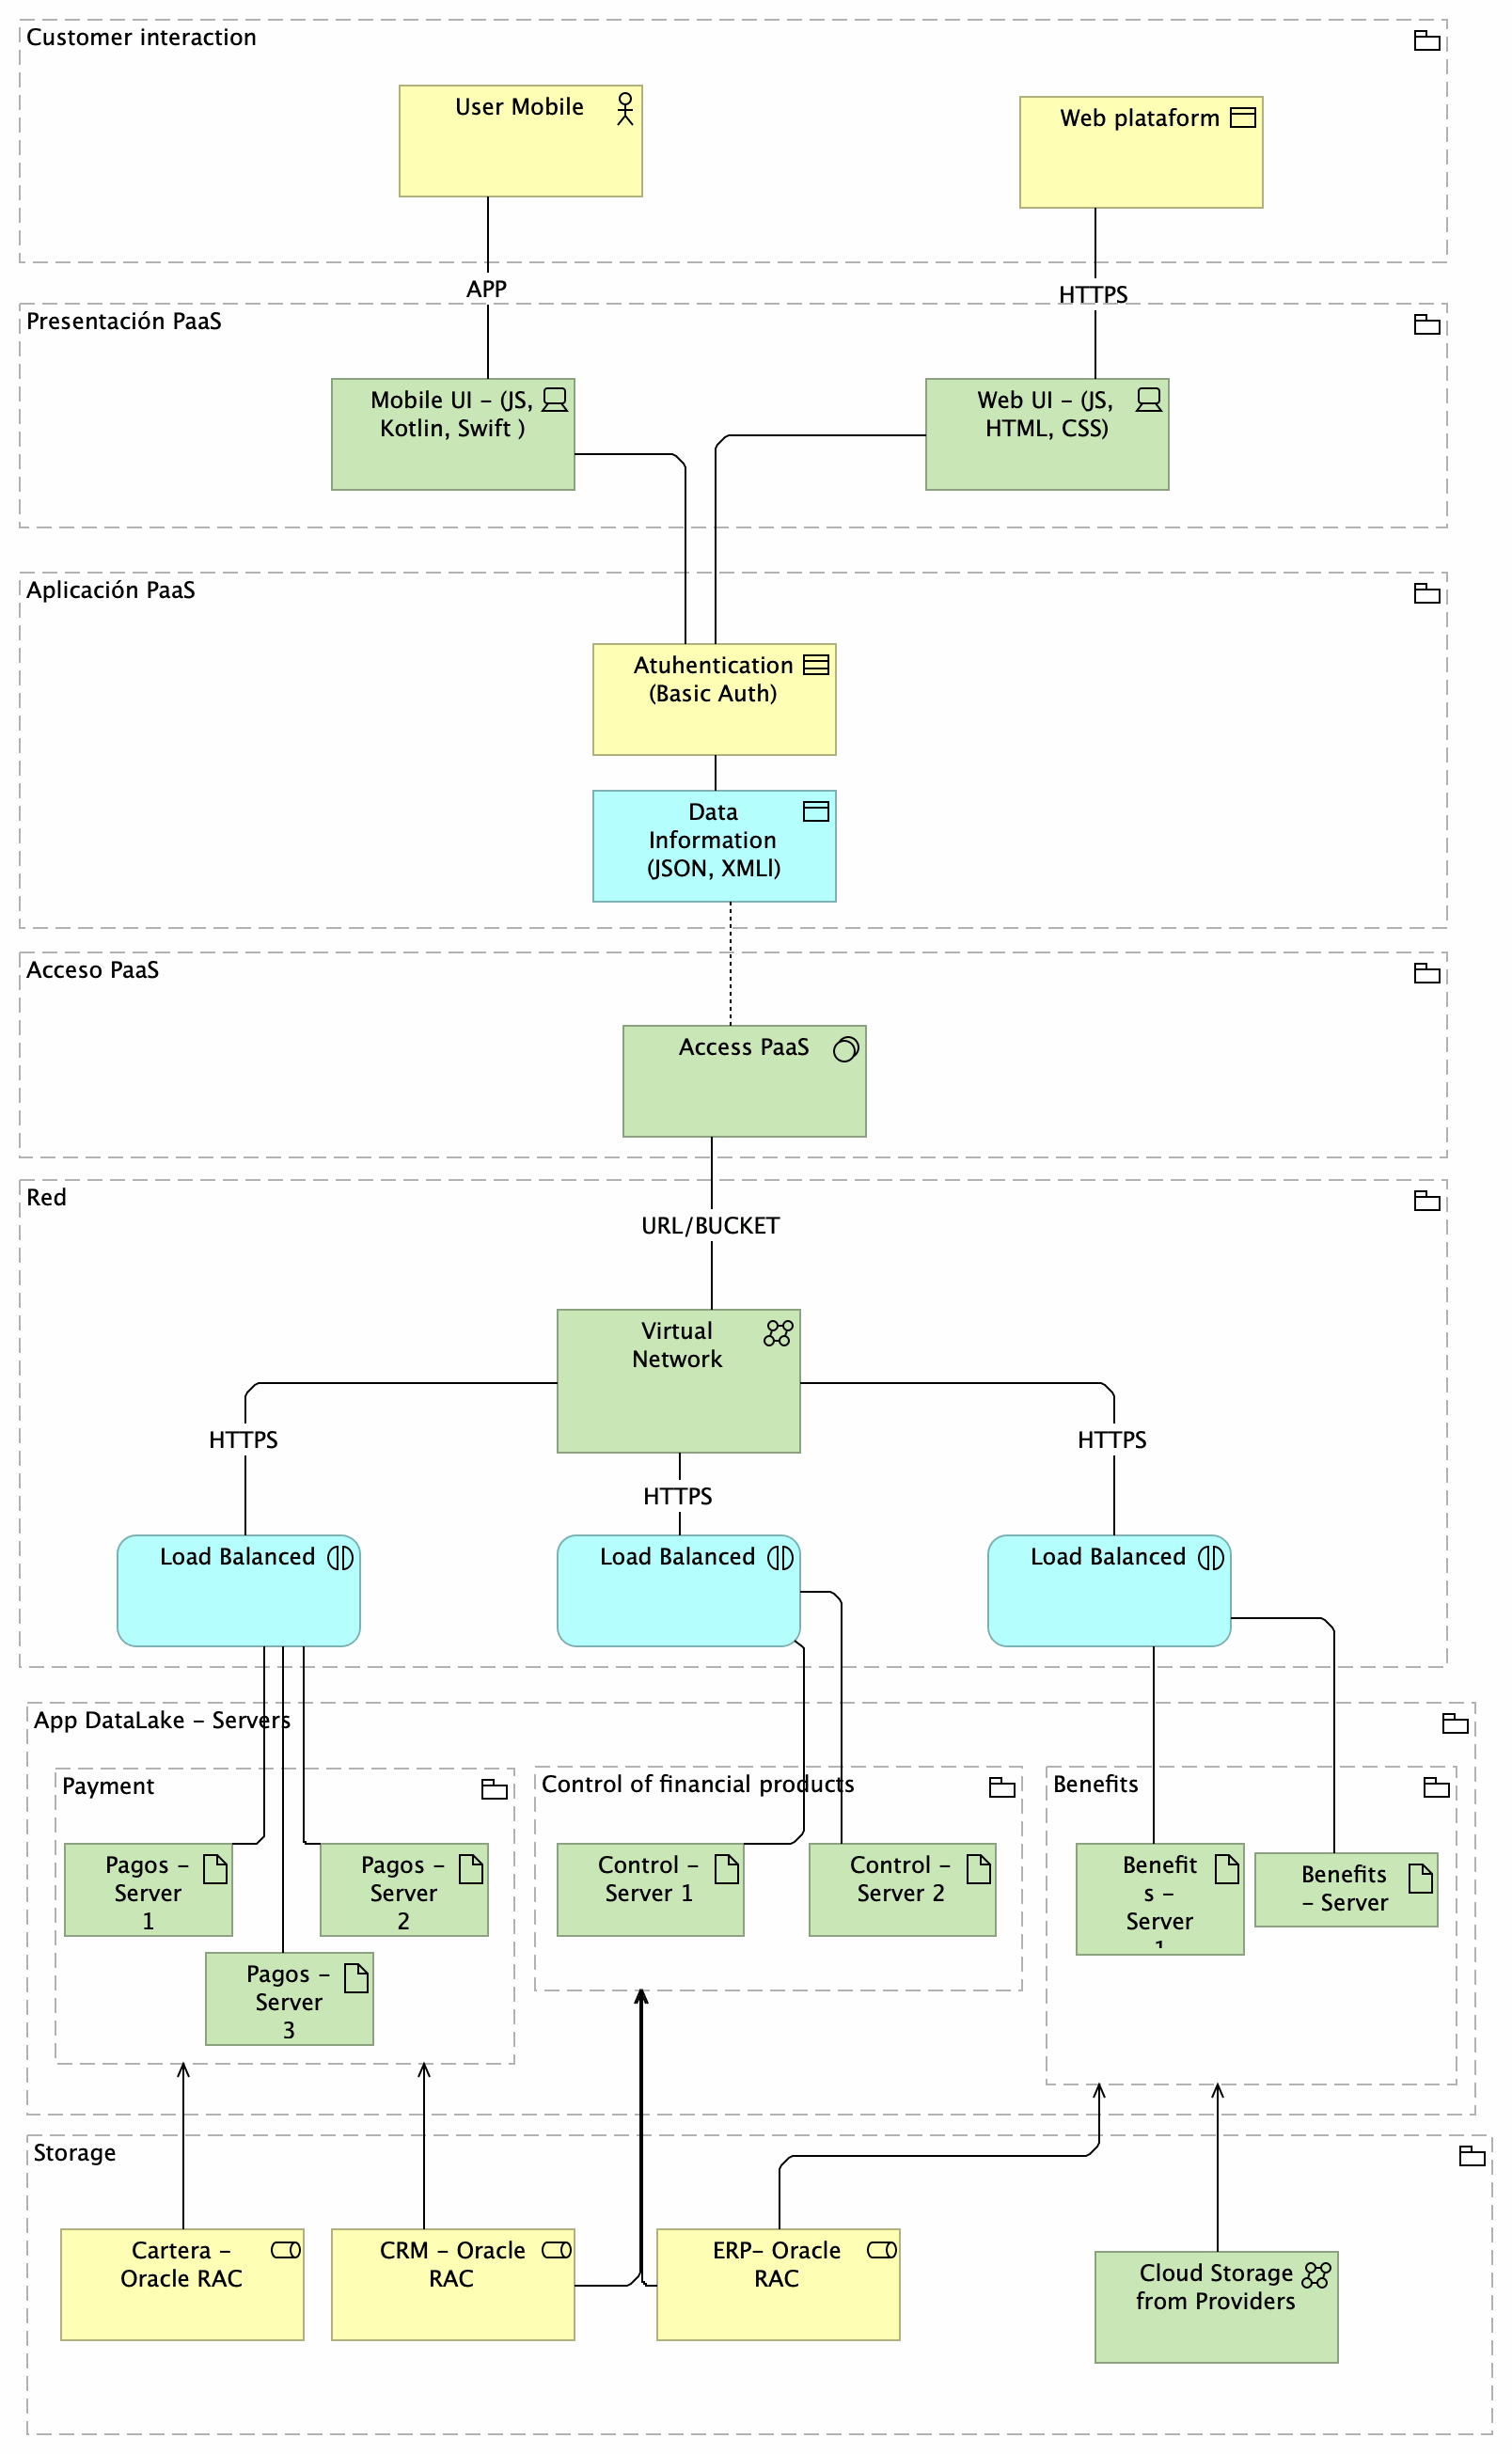 Customer interaction
User Mobile
Web plataform
APP
HTTPS
Presentación PaaS
Mobile UI - (JS,
Kotlin, Swift )
Web UI - (JS,
HTML, CSS)
Aplicación PaaS
Atuhentication
(Basic Auth)
Data
Information
(JSON, XMLl)
Acceso PaaS
Access PaaS
Red
URL/BUCKET
Virtual
Network
HTTPS
HTTPS
HTTPS
Load Balanced
Load Balanced
Load Balanced
App DataLake - Servers
Payment
Control of financial products
Benefits
Pagos -
Server
1
Pagos -
Server
2
Pagos -
Server
3
Control -
Server 1
Control -
Server 2
Benefit
s -
Server
1
Benefits
- Server
Storage
Cartera -
Oracle RAC
CRM - Oracle
RAC
ERP- Oracle
RAC
Cloud Storage
from Providers